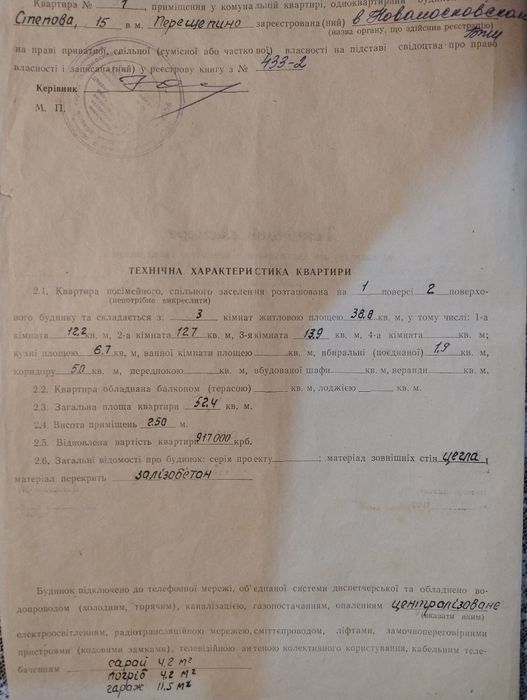 Квартира № 1, приміщення у комунальній квартирі, одноквартирний
Степова, 15 в м. Перещепино зареєстрована(ний) в Новомосковском
(назва органу, що здійснив реєстрацію)
на праві приватної, спільної (сумісної або часткової) власності на підставі свідоцтва про право
власності і записана(ний) у реєстрову книгу з № 433-2
Керівник
М. П.
ТЕХНІЧНА ХАРАКТЕРИСТИКА КВАРТИРИ
2.1. Квартира посімейного, спільного заселення розташована на 1 поверсі 2 поверхо-
(непотрібне викреслити)
вого будинку та складається з: 3 кімнат житловою площею 38,8 кв. м, у тому числі: 1-а
кімната 12,2 кв. м, 2-а кімната 12,7 кв. м, 3-я кімната 13,9 кв. м, 4-а кімната кв. м;
кухні площею 6,7 кв, м, ванної кімнати площею кв. м, вбиральні (поєднаної) 1,9 кв. м,
коридору 5,0 кв. м, передпокою кв. м, вбудованої шафи кв. м, веранди кв. м.
2.2. Квартира обладнана балконом (терасою) кв. м, лоджією кв. м.
2.3. Загальна площа квартири 52,4 кв. м.
2.4. Висота приміщень 2.50 м.
2.5. Відновлена вартість квартири 917000 крб.
2.6. Загальні відомості про будинок: серія проекту ; матеріал зовнішніх стін цегла,
матеріал перекрить залізобетон
Будинок підключено до телефонної мережі, об'єднаної системи диспетчерської та обладнено во-
допроводом (холодним, горячим), каналізацією, газопостачанням, опаленням централізоване
(вказати яким)
електроосвітленням, радіотрансляційною мережею, сміттєпроводом, ліфтами, замочнопереговірними
пристроями (кодовими замками), телевізійною антеною колективного користування, кабельним теле-
баченням сарай 4.2 м²
погріб 4.2 м²
гараж 11.5 м²